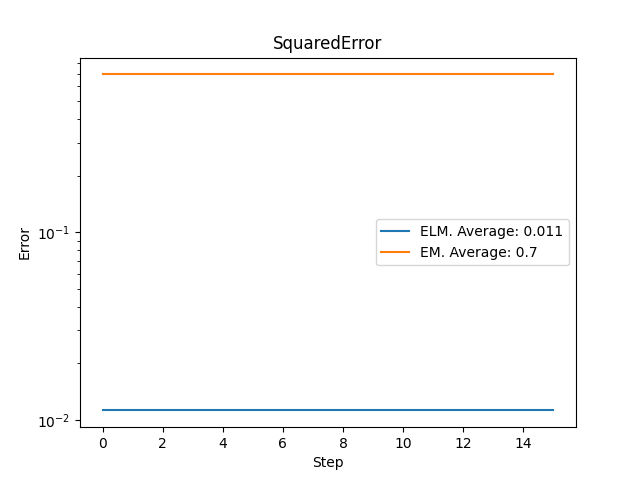 SquaredError
Error
10⁻¹
10⁻²
ELM. Average: 0.011
EM. Average: 0.7
0 2 4 6 8 10 12 14
Step